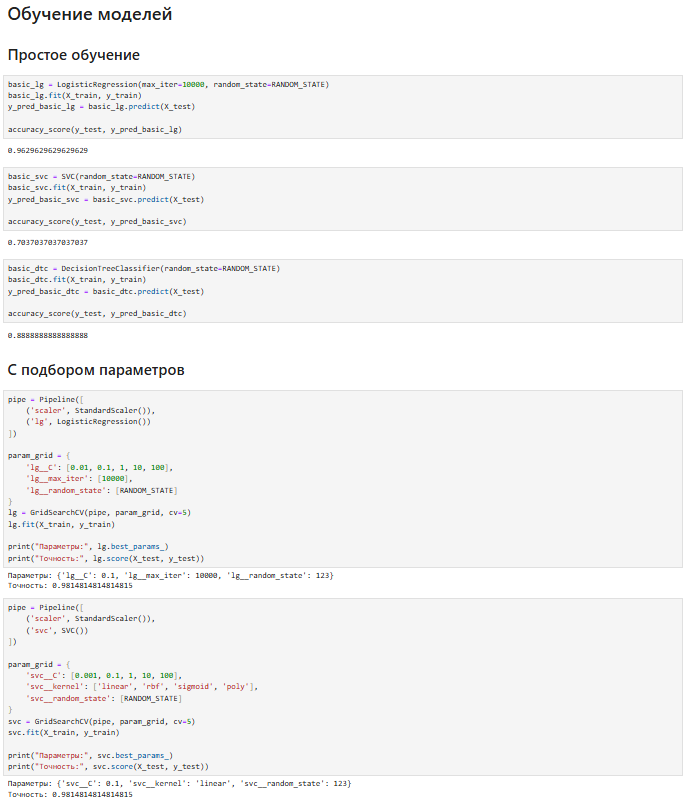 Обучение моделей
Простое обучение
basic_lg = LogisticRegression(max_iter=10000, random_state=RANDOM_STATE)
basic_lg.fit(X_train, y_train)
y_pred_basic_lg = basic_lg.predict(X_test)
accuracy_score(y_test, y_pred_basic_lg)
0.9629629629629629
basic_svc = SVC(random_state=RANDOM_STATE)
basic_svc.fit(X_train, y_train)
y_pred_basic_svc = basic_svc.predict(X_test)
accuracy_score(y_test, y_pred_basic_svc)
0.7037037037037037
basic_dtc = DecisionTreeClassifier(random_state=RANDOM_STATE)
basic_dtc.fit(X_train, y_train)
y_pred_basic_dtc = basic_dtc.predict(X_test)
accuracy_score(y_test, y_pred_basic_dtc)
0.8888888888888888
С подбором параметров
pipe = Pipeline([
    ('scaler', StandardScaler()),
    ('lg', LogisticRegression())
])
param_grid = {
    'lg__C': [0.01, 0.1, 1, 10, 100],
    'lg__max_iter': [10000],
    'lg__random_state': [RANDOM_STATE]
}
lg = GridSearchCV(pipe, param_grid, cv=5)
lg.fit(X_train, y_train)
print("Параметры:", lg.best_params_)
print("Точность:", lg.score(X_test, y_test))
Параметры: {'lg__C': 0.1, 'lg__max_iter': 10000, 'lg__random_state': 123}
Точность: 0.9814814814814815
pipe = Pipeline([
    ('scaler', StandardScaler()),
    ('svc', SVC())
])
param_grid = {
    'svc__C': [0.001, 0.1, 1, 10, 100],
    'svc__kernel': ['linear', 'rbf', 'sigmoid', 'poly'],
    'svc__random_state': [RANDOM_STATE]
}
svc = GridSearchCV(pipe, param_grid, cv=5)
svc.fit(X_train, y_train)
print("Параметры:", svc.best_params_)
print("Точность:", svc.score(X_test, y_test))
Параметры: {'svc__C': 0.1, 'svc__kernel': 'linear', 'svc__random_state': 123}
Точность: 0.9814814814814815